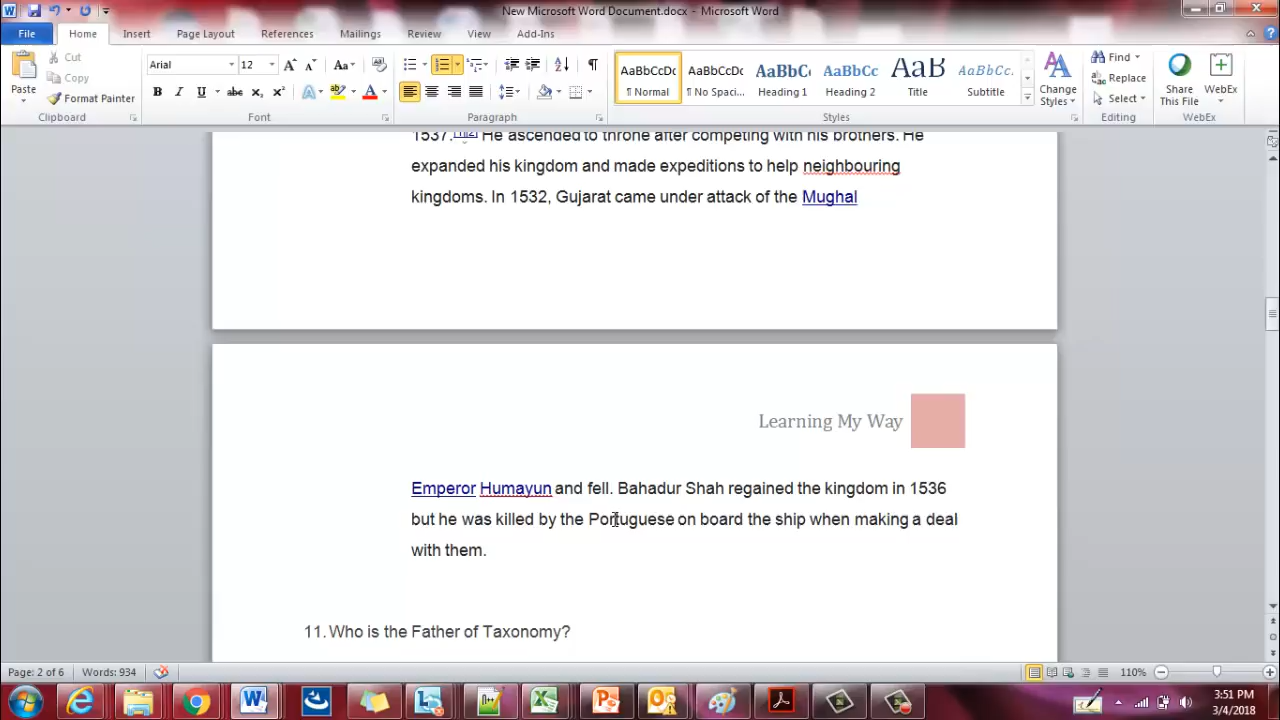 New Microsoft Word Document.docx - Microsoft Word
File Home Insert Page Layout References Mailings Review View Add-Ins
Paste Cut Copy Format Painter Clipboard
Arial 12 Aa B I U abc X₂ X² A A Font
Paragraph
AaBbCcDc AaBbCcDc AaBbC AaBbCc AaB AaBbCc.
¶ Normal ¶ No Spaci... Heading 1 Heading 2 Title Subtitle Change Styles Styles
Find Replace Select Editing
Share This File WebEx WebEx
1537.[1][2] He ascended to throne after competing with his brothers. He
expanded his kingdom and made expeditions to help neighbouring
kingdoms. In 1532, Gujarat came under attack of the Mughal
Learning My Way
Emperor Humayun and fell. Bahadur Shah regained the kingdom in 1536
but he was killed by the Portuguese on board the ship when making a deal
with them.
11. Who is the Father of Taxonomy?
Page: 2 of 6 Words: 934 110%
3:51 PM
3/4/2018